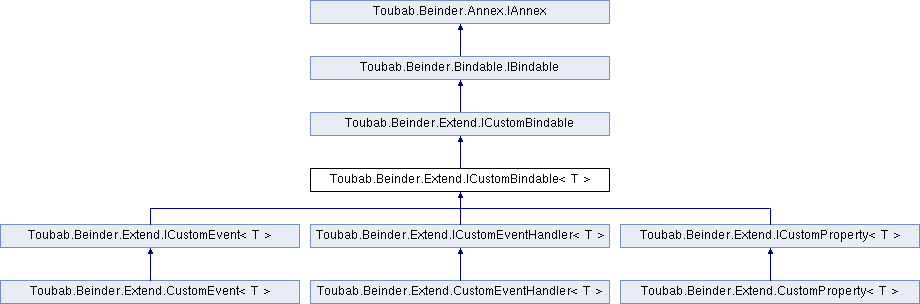 Toubab.Beinder.Annex.IAnnex
Toubab.Beinder.Bindable.IBindable
Toubab.Beinder.Extend.ICustomBindable
Toubab.Beinder.Extend.ICustomBindable< T >
Toubab.Beinder.Extend.ICustomEvent< T >
Toubab.Beinder.Extend.ICustomEventHandler< T >
Toubab.Beinder.Extend.ICustomProperty< T >
Toubab.Beinder.Extend.CustomEvent< T >
Toubab.Beinder.Extend.CustomEventHandler< T >
Toubab.Beinder.Extend.CustomProperty< T >